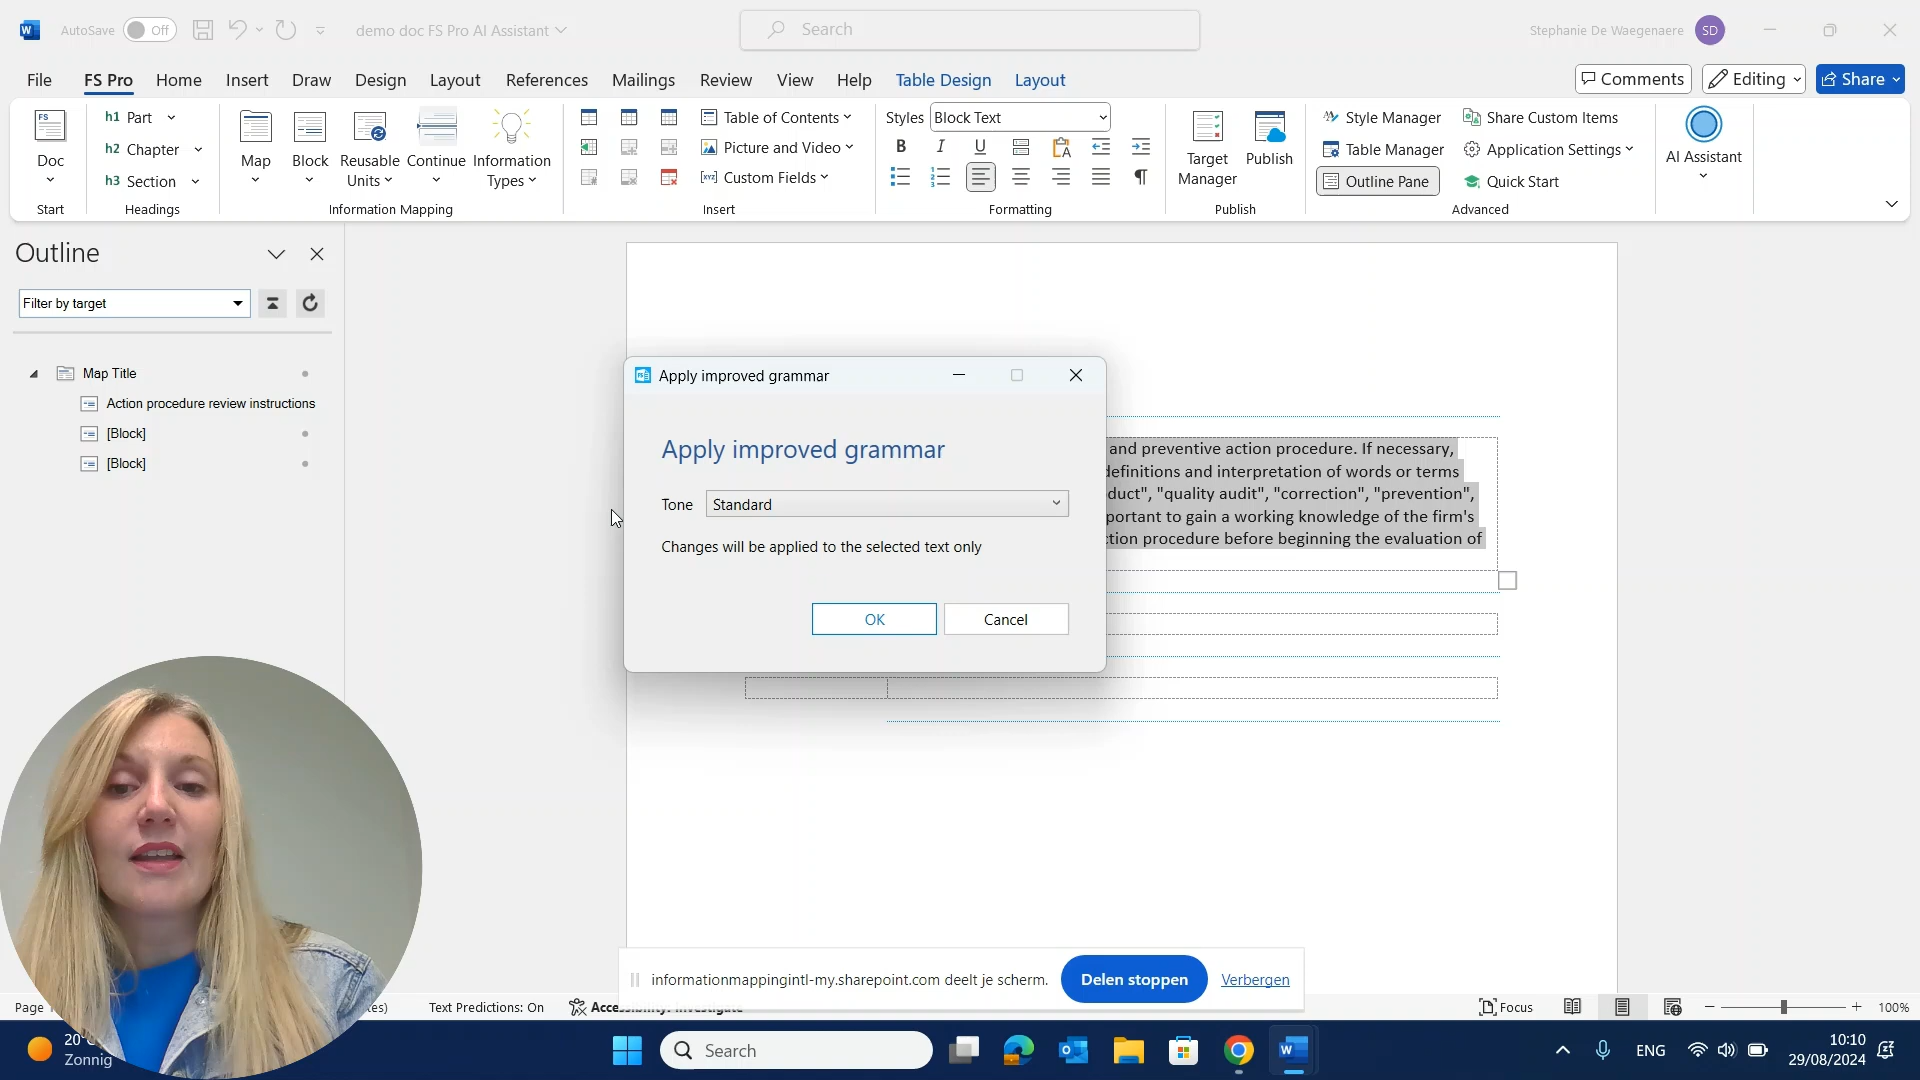 AutoSave Off
demo doc FS Pro AI Assistant
Search
Stephanie De Waegenaere SD
File FS Pro Home Insert Draw Design Layout References Mailings Review View Help Table Design Layout
Comments Editing Share
FS
Doc
Start
h1 Part
h2 Chapter
h3 Section
Headings
Map
Block
Reusable
Units
Continue
Information
Types
Information Mapping
Table of Contents
Picture and Video
Custom Fields
Insert
Styles Block Text
B I U
Formatting
Target
Manager
Publish
Publish
Style Manager
Table Manager
Outline Pane
Share Custom Items
Application Settings
Quick Start
Advanced
AI Assistant
Outline
Filter by target
Map Title
Action procedure review instructions
[Block]
[Block]
Apply improved grammar
Apply improved grammar
Tone Standard
Changes will be applied to the selected text only
OK Cancel
and preventive action procedure. If necessary,
definitions and interpretation of words or terms
duct", "quality audit", "correction", "prevention",
portant to gain a working knowledge of the firm's
ction procedure before beginning the evaluation of
informationmappingintl-my.sharepoint.com deelt je scherm. Delen stoppen Verbergen
Page
Text Predictions: On
Focus
100%
Zonnig
Search
ENG
10:10
29/08/2024